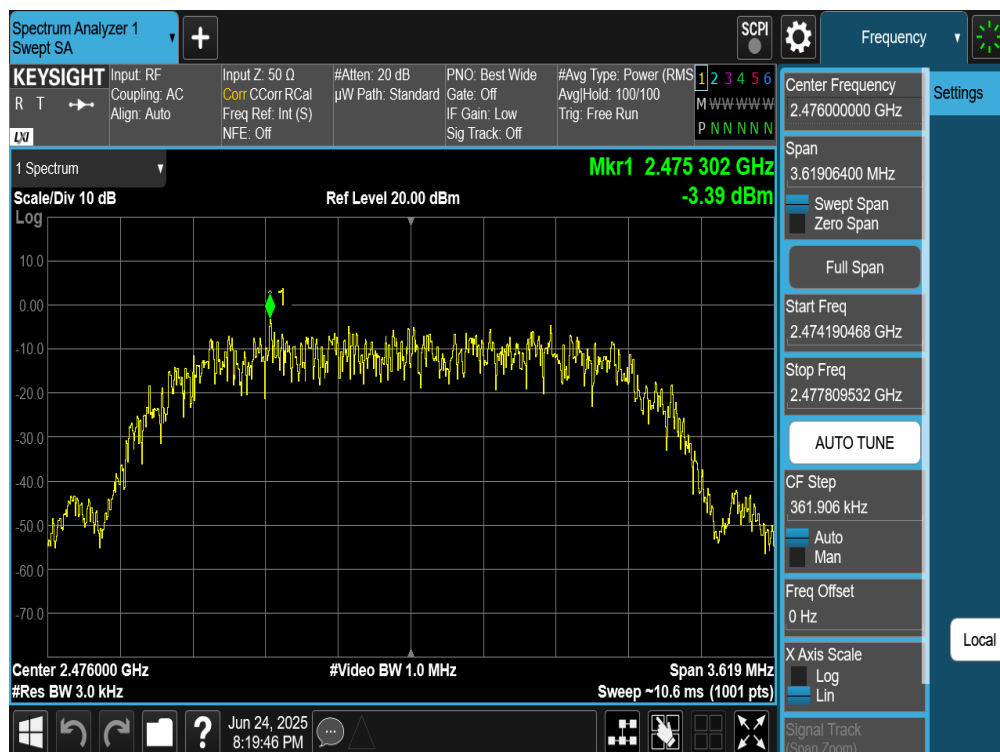 Spectrum Analyzer 1
Swept SA
+
SCPI
Frequency
KEYSIGHT
R T
LXI
Input: RF
Coupling: AC
Align: Auto
Input Z: 50 Ω
Corr CCorr RCal
Freq Ref: Int (S)
NFE: Off
#Atten: 20 dB
µW Path: Standard
PNO: Best Wide
Gate: Off
IF Gain: Low
Sig Track: Off
#Avg Type: Power (RMS
Avg|Hold: 100/100
Trig: Free Run
1 2 3 4 5 6
M W W W W W
P N N N N N
1 Spectrum
Mkr1 2.475 302 GHz
-3.39 dBm
Scale/Div 10 dB
Ref Level 20.00 dBm
Log
10.0
0.00
-10.0
-20.0
-30.0
-40.0
-50.0
-60.0
-70.0
1
Center 2.476000 GHz
#Video BW 1.0 MHz
Span 3.619 MHz
#Res BW 3.0 kHz
Sweep ~10.6 ms (1001 pts)
Center Frequency
2.476000000 GHz
Span
3.61906400 MHz
Swept Span
Zero Span
Full Span
Start Freq
2.474190468 GHz
Stop Freq
2.477809532 GHz
AUTO TUNE
CF Step
361.906 kHz
Auto
Man
Freq Offset
0 Hz
X Axis Scale
Log
Lin
Signal Track
(Span Zoom)
Settings
Local
?
Jun 24, 2025
8:19:46 PM